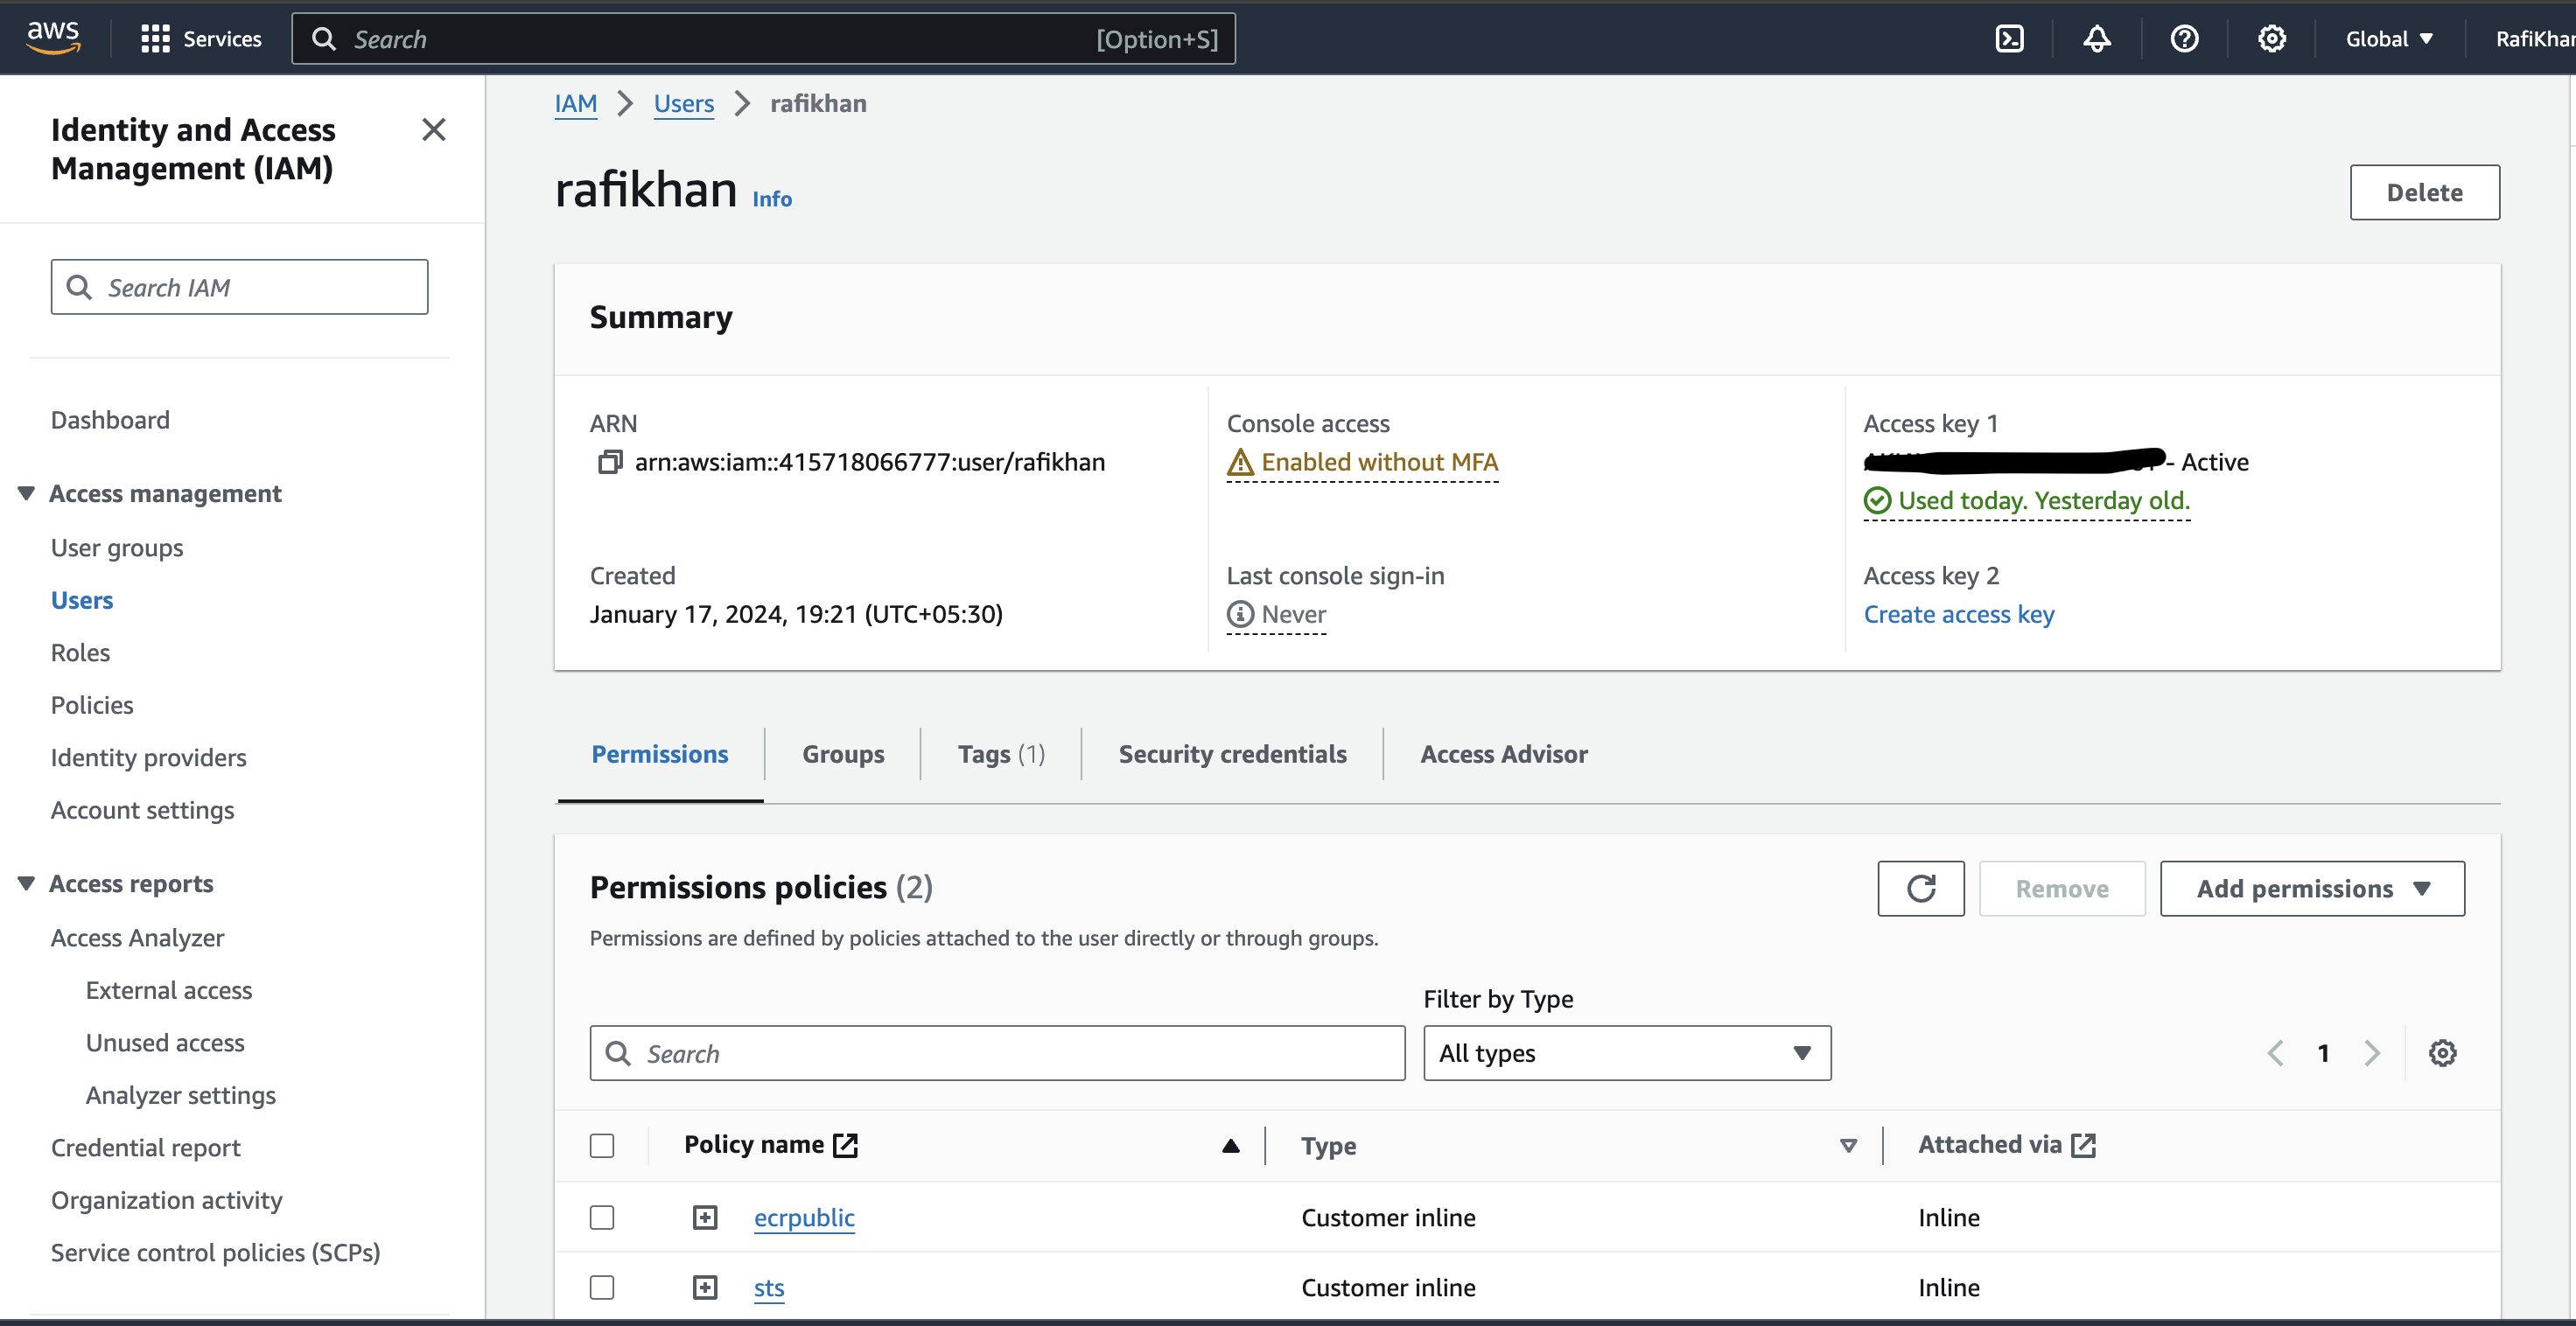 aws
Services
Search
[Option+S]
Global
RafiKhan
Identity and Access
Management (IAM)
Search IAM
Dashboard
Access management
User groups
Users
Roles
Policies
Identity providers
Account settings
Access reports
Access Analyzer
External access
Unused access
Analyzer settings
Credential report
Organization activity
Service control policies (SCPs)
IAM
Users
rafikhan
rafikhan Info
Delete
Summary
ARN
arn:aws:iam::415718066777:user/rafikhan
Console access
Enabled without MFA
Access key 1
- Active
Used today. Yesterday old.
Created
January 17, 2024, 19:21 (UTC+05:30)
Last console sign-in
Never
Access key 2
Create access key
Permissions
Groups
Tags (1)
Security credentials
Access Advisor
Permissions policies (2)
Remove
Add permissions
Permissions are defined by policies attached to the user directly or through groups.
Filter by Type
Search
All types
1
Policy name
Type
Attached via
ecrpublic
Customer inline
Inline
sts
Customer inline
Inline